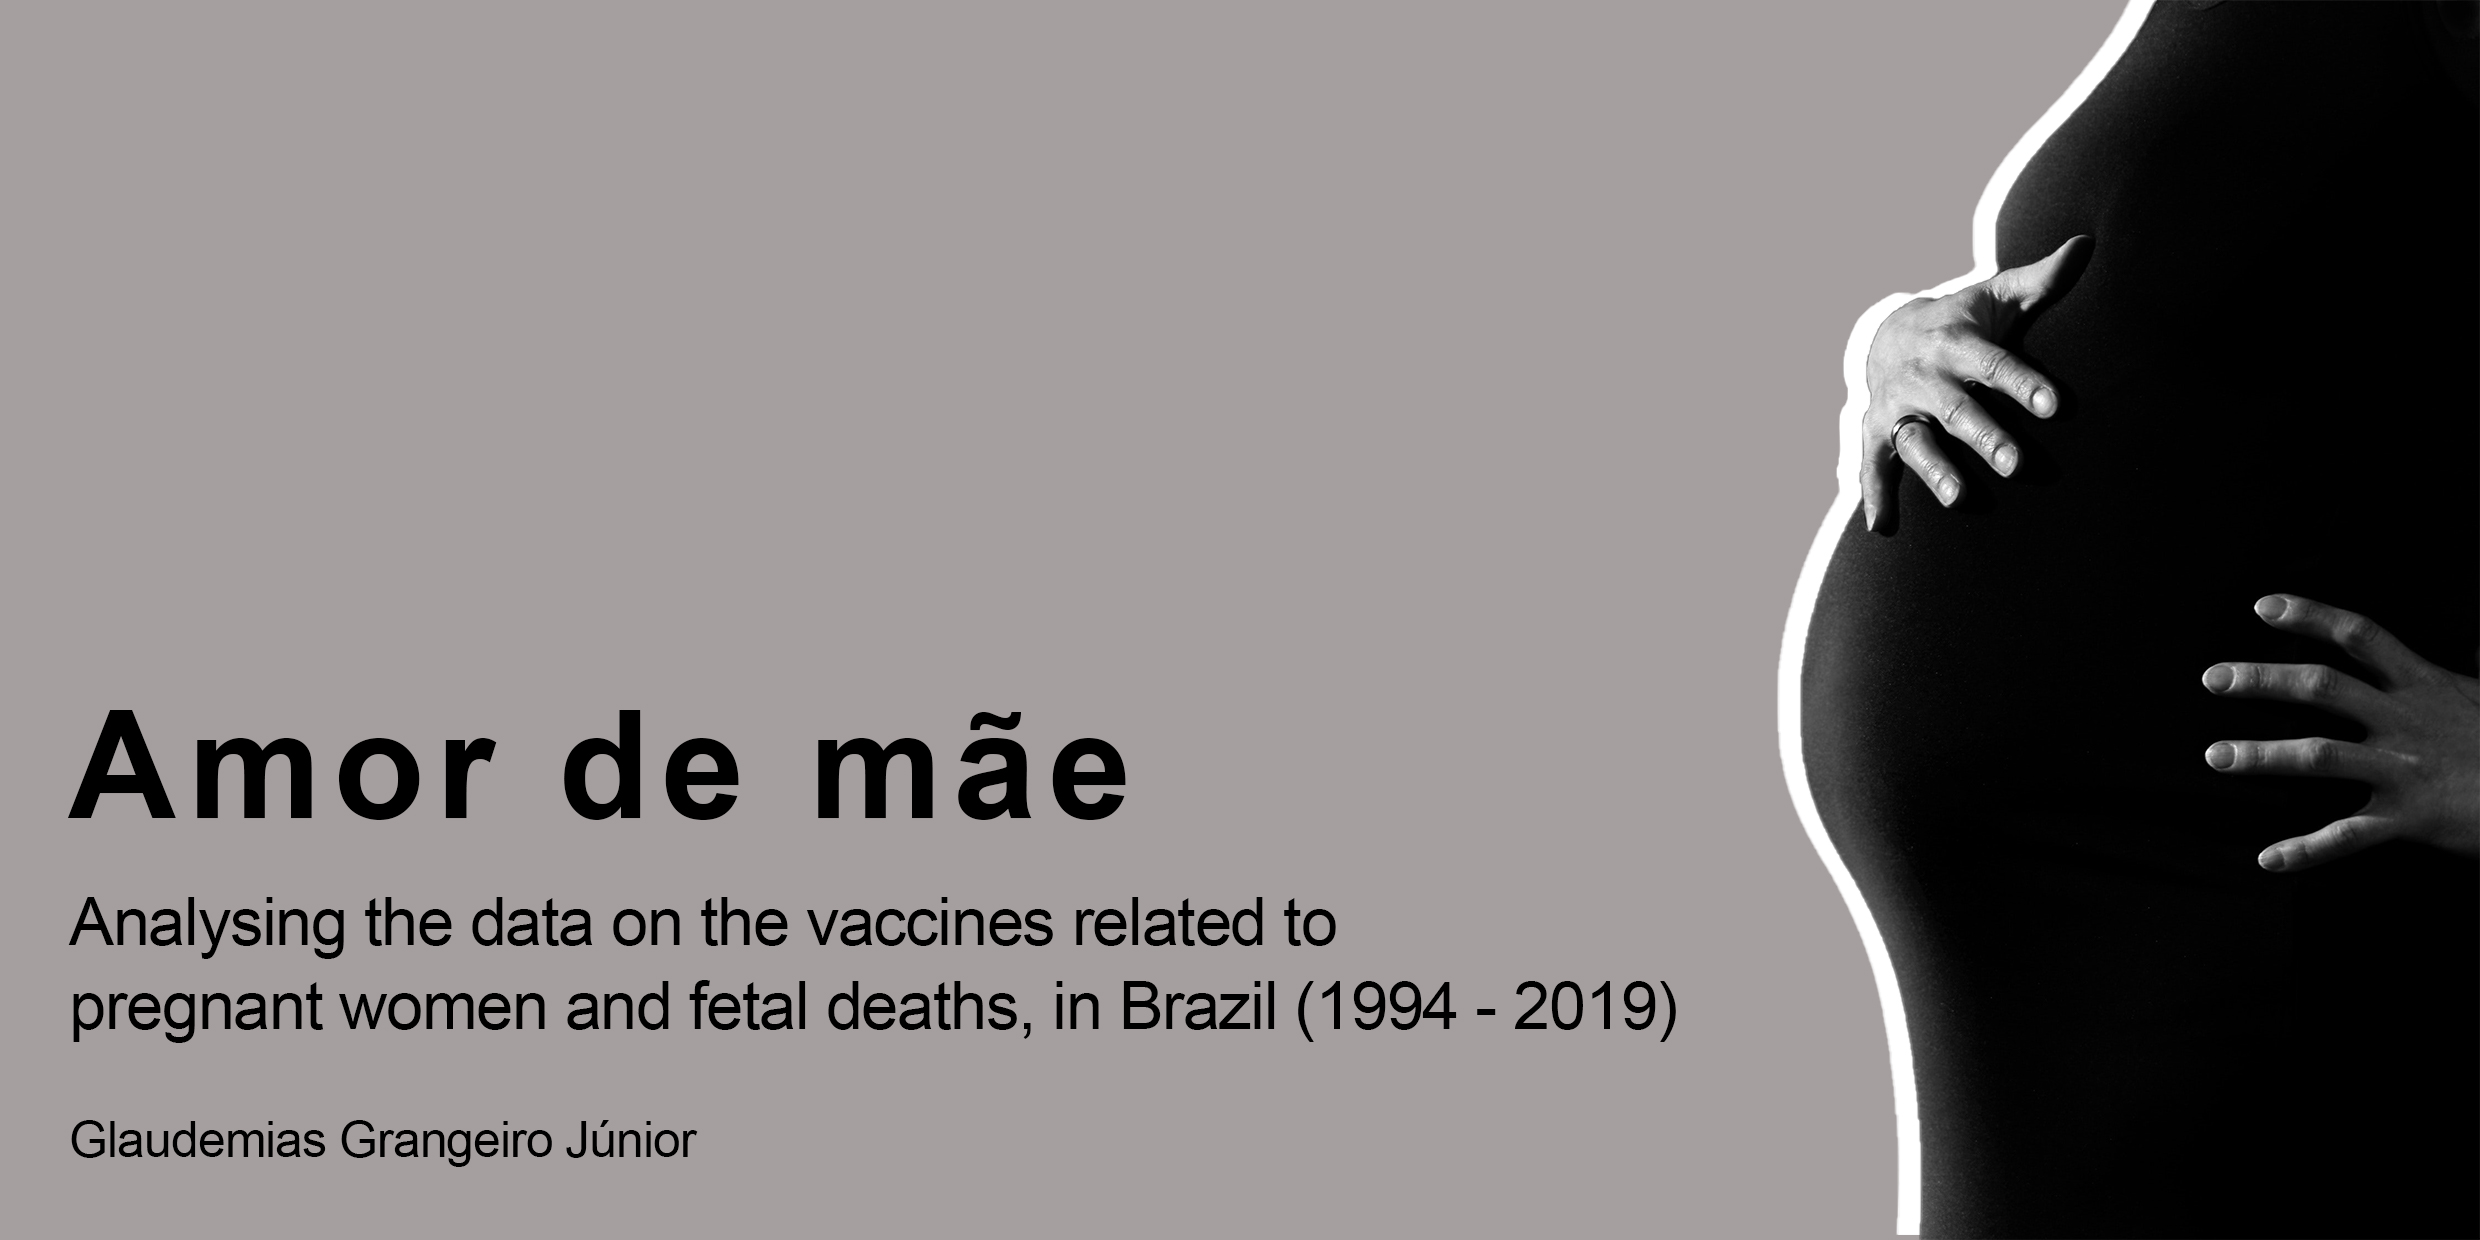 Amor de mãe
Analysing the data on the vaccines related to
pregnant women and fetal deaths, in Brazil (1994 - 2019)
Glaudemias Grangeiro Júnior